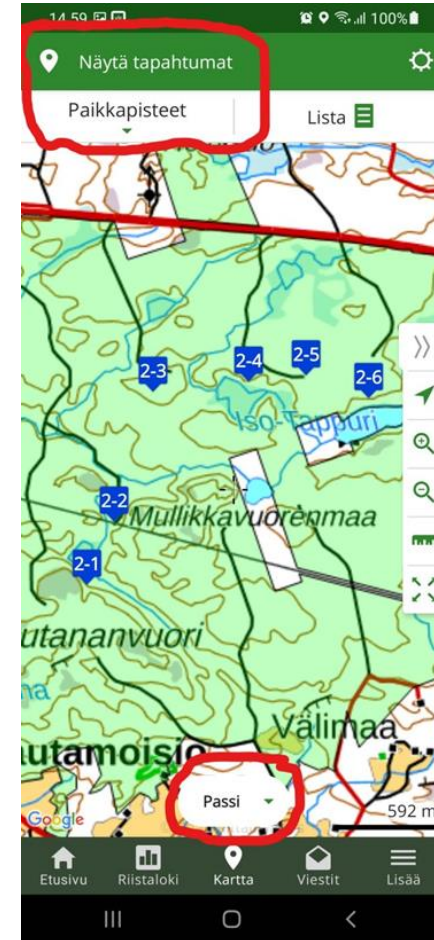 14.59 100%
Näytä tapahtumat
Paikkapisteet Lista
2-3
2-4
2-5
2-6
Iso-Tappuri
2-2
Mullikkavuorenmaa
2-1
utananvuori
na
Välimaa
utamoisio
Passi
Google
592 m
Etusivu Riistaloki Kartta Viestit Lisää